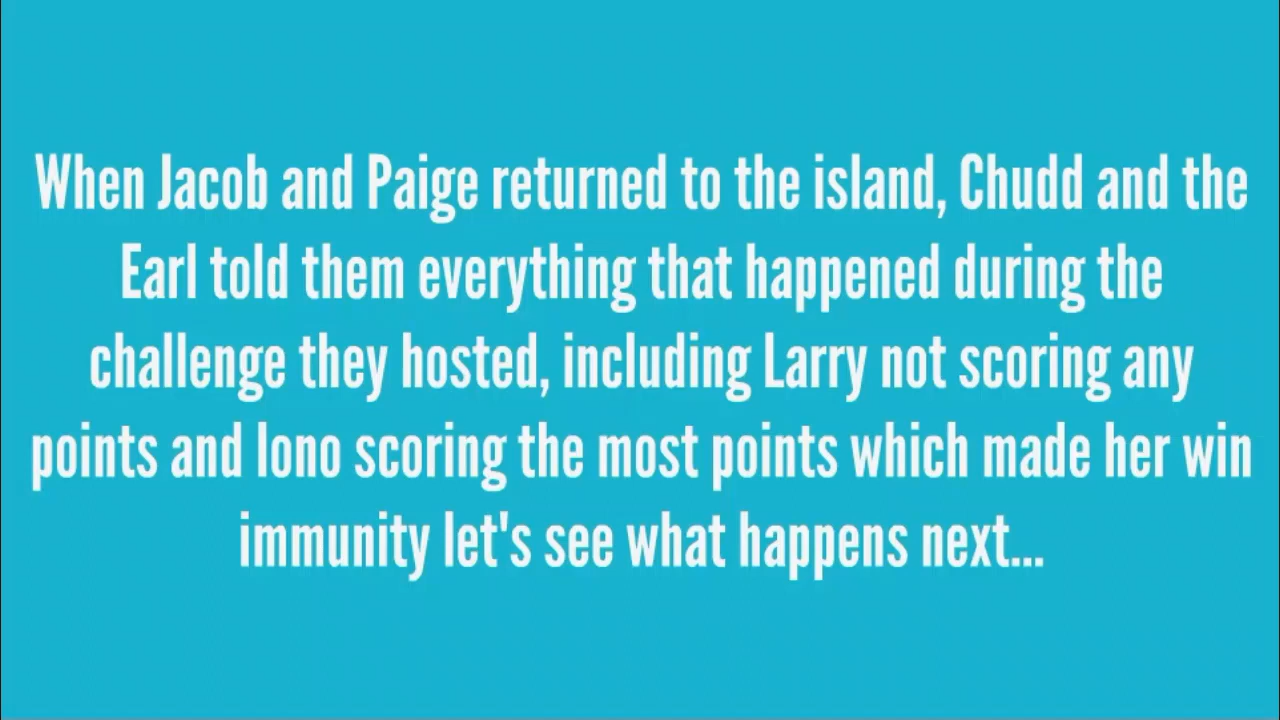 When Jacob and Paige returned to the island, Chudd and the
Earl told them everything that happened during the
challenge they hosted, including Larry not scoring any
points and Iono scoring the most points which made her win
immunity let's see what happens next...